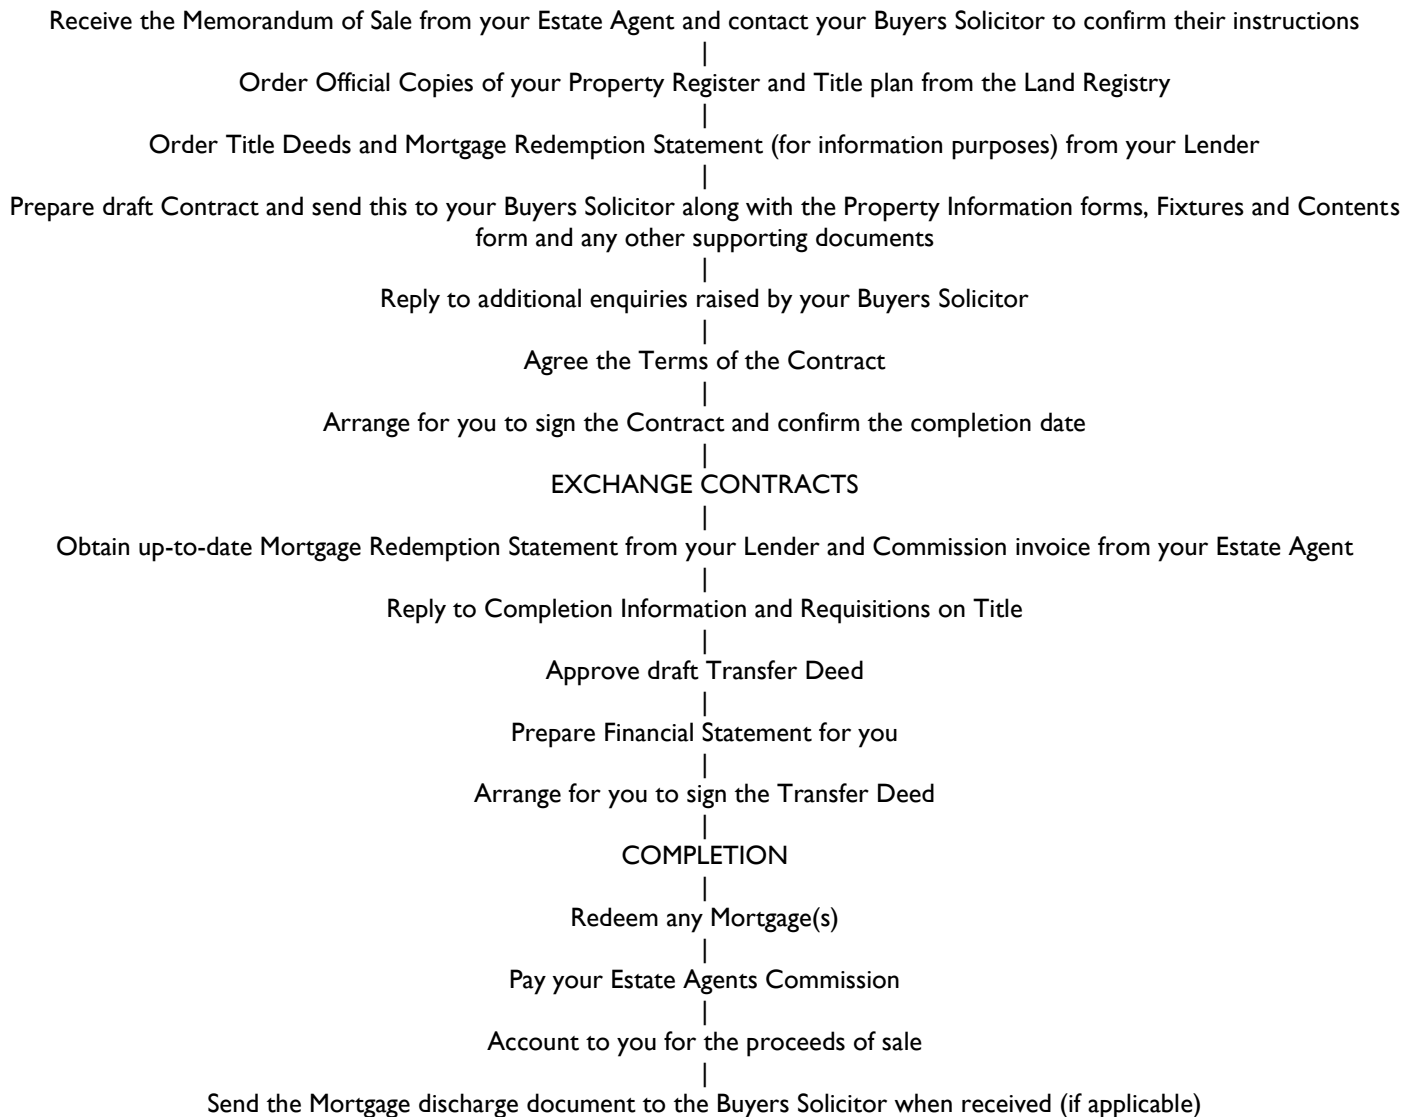 Receive the Memorandum of Sale from your Estate Agent and contact your Buyers Solicitor to confirm their instructions
Order Official Copies of your Property Register and Title plan from the Land Registry
Order Title Deeds and Mortgage Redemption Statement (for information purposes) from your Lender
Prepare draft Contract and send this to your Buyers Solicitor along with the Property Information forms, Fixtures and Contents
form and any other supporting documents
Reply to additional enquiries raised by your Buyers Solicitor
Agree the Terms of the Contract
Arrange for you to sign the Contract and confirm the completion date
EXCHANGE CONTRACTS
Obtain up-to-date Mortgage Redemption Statement from your Lender and Commission invoice from your Estate Agent
Reply to Completion Information and Requisitions on Title
Approve draft Transfer Deed
Prepare Financial Statement for you
Arrange for you to sign the Transfer Deed
COMPLETION
Redeem any Mortgage(s)
Pay your Estate Agents Commission
Account to you for the proceeds of sale
Send the Mortgage discharge document to the Buyers Solicitor when received (if applicable)